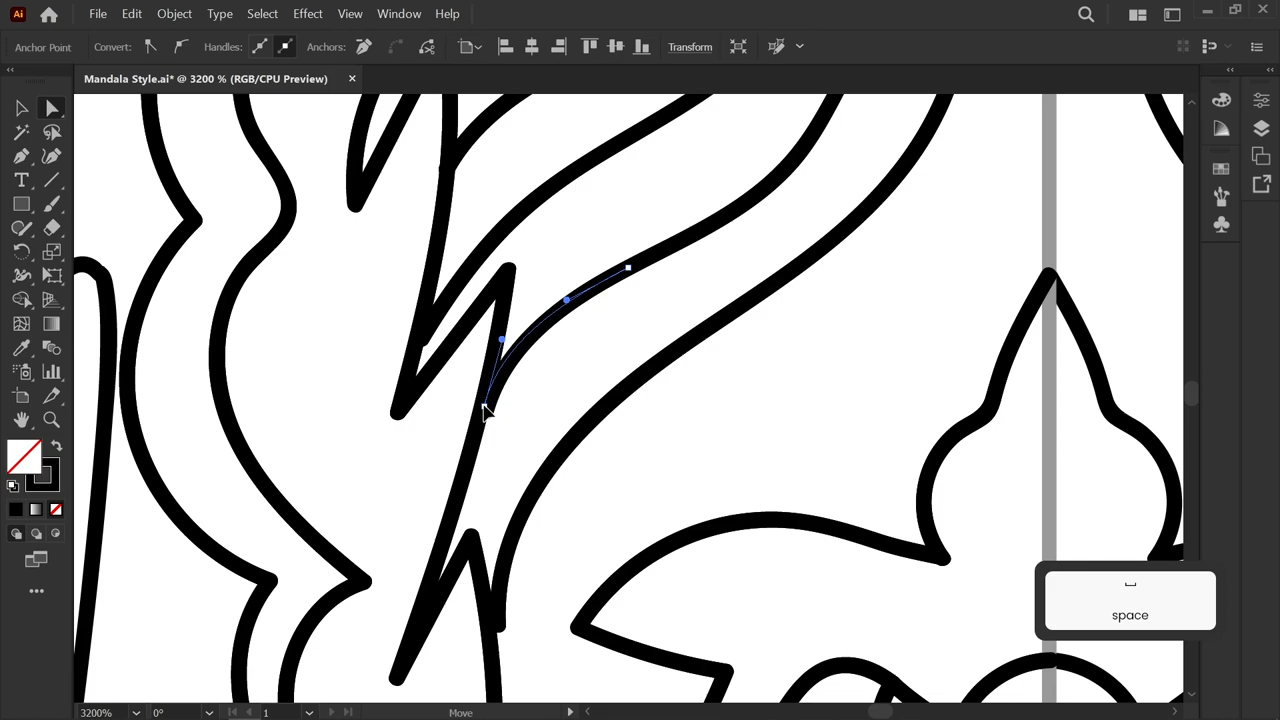 Ai File Edit Object Type Select Effect View Window Help
Anchor Point Convert: Handles: Anchors: Transform
Mandala Style.ai* @ 3200 % (RGB/CPU Preview)
T
space
3200% 0° 1 Move